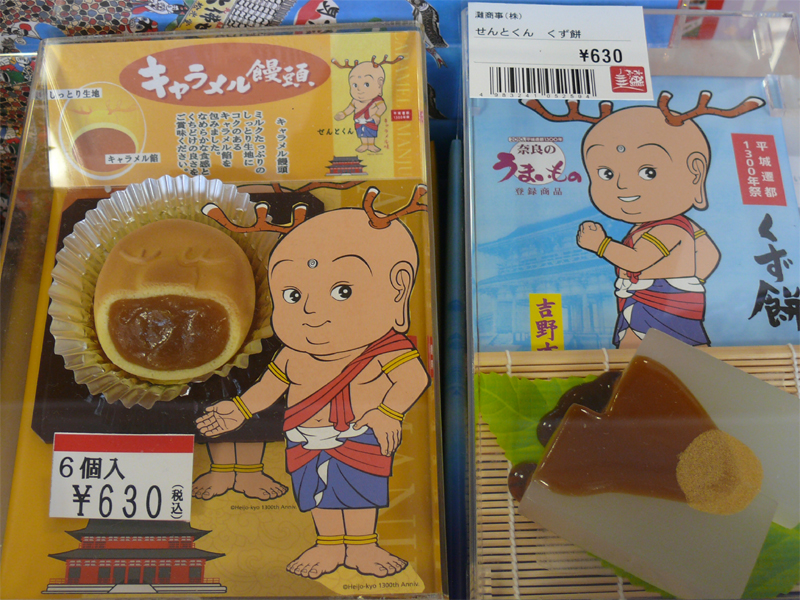 キャラメル饅頭
しっとり生地
キャラメル餡
キャラメル饅頭
ミルクたっぷりの
しっとり生地に
コクのある
キャラメル餡を
包みました。
なめらかな食感と
くちどけの良さを
ご賞味ください。
せんとくん
6個入
¥630
(税込)
©Heijo-kyo 1300th Anniv.
©Heijo-kyo 1300th Anniv.
灘商事(株)
せんとくん くず餅
¥630
4983241052594
奈良の
うまいもの
登録商品
平城遷都
1300年祭
くず餅
吉野